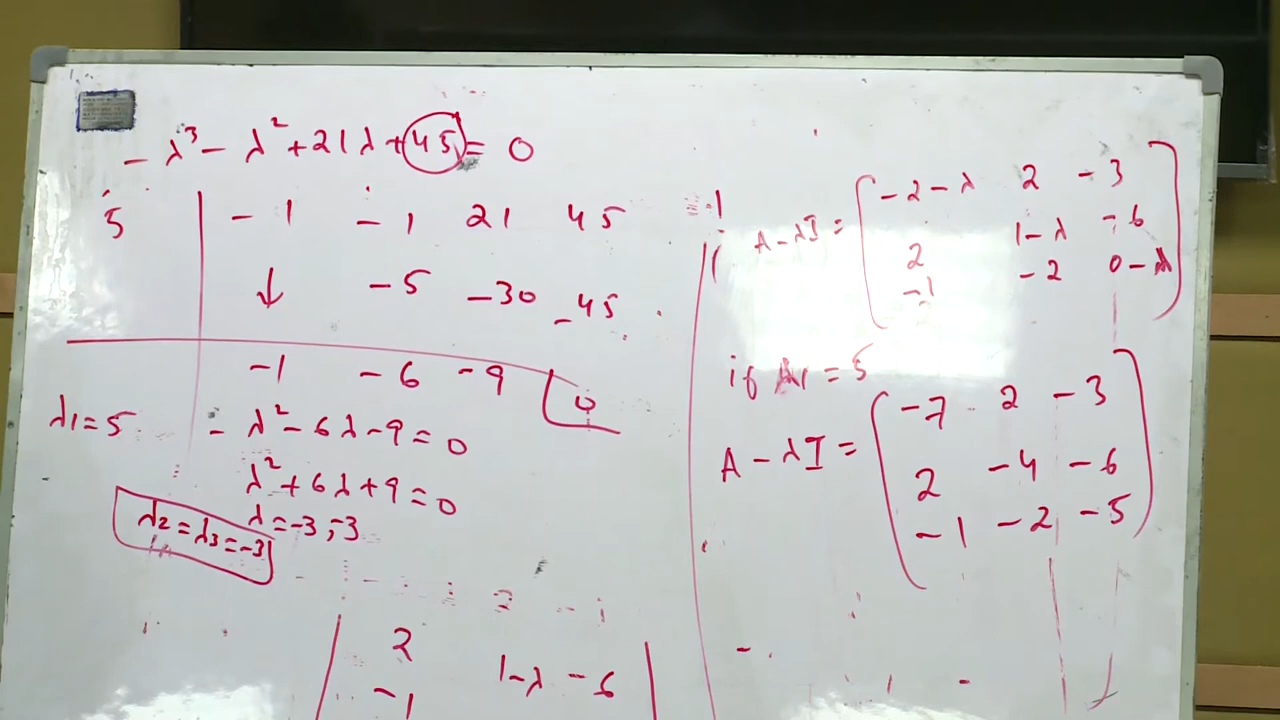 - λ³ - λ² + 21λ + 45 = 0
5 | -1 -1 21 45
↓ -5 -30 -45
-1 -6 -9 0
λ1 = 5 - λ² - 6λ - 9 = 0
λ² + 6λ + 9 = 0
λ = -3, -3
λ2 = λ3 = -3
2
-1
1-λ -6
A - λI =
-2-λ 2 -3
2 1-λ -6
-1 -2 0-λ
if λ1 = 5
A - λI =
-7 2 -3
2 -4 -6
-1 -2 -5